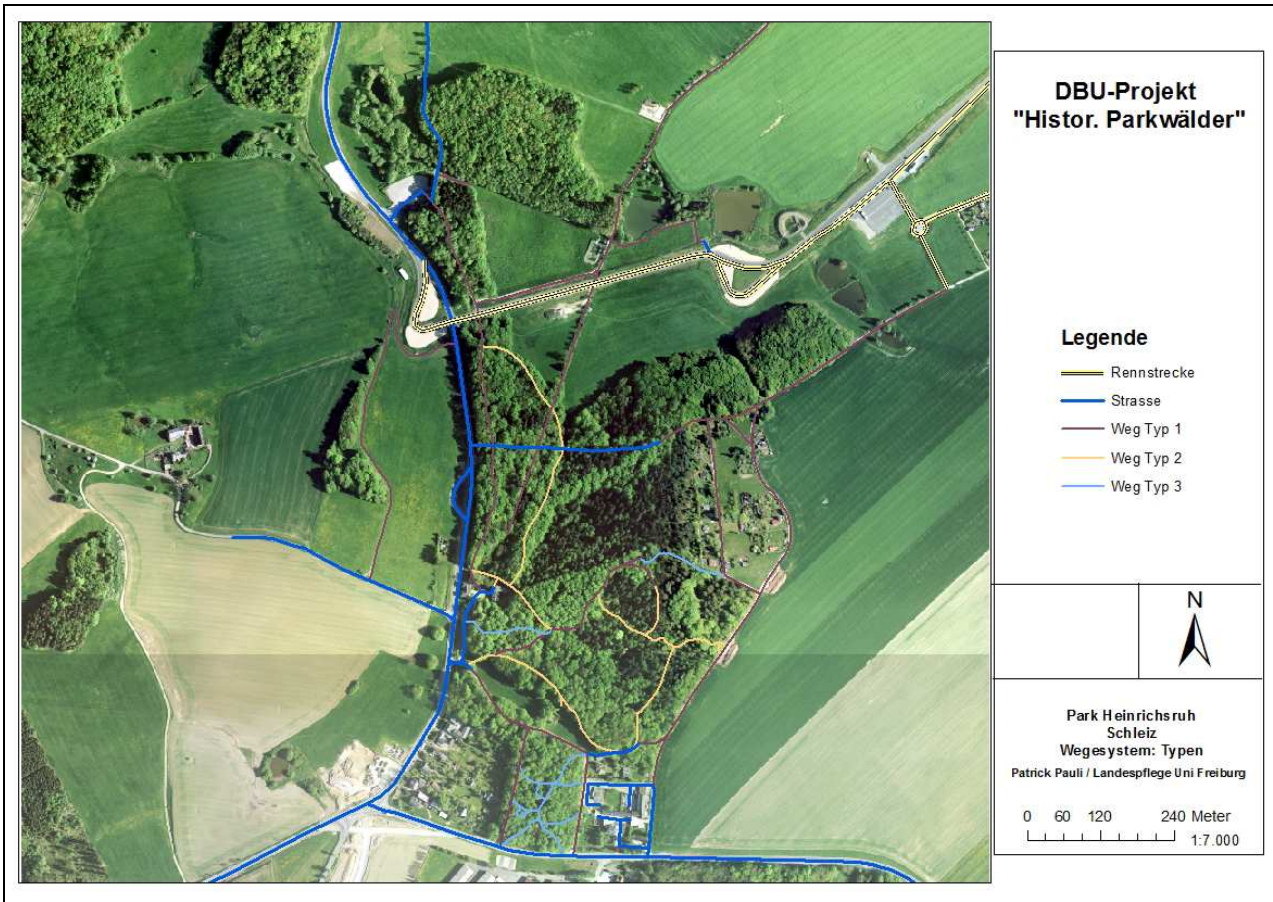 DBU-Projekt
"Histor. Parkwälder"
Legende
Rennstrecke
Strasse
Weg Typ 1
Weg Typ 2
Weg Typ 3
N
Park Heinrichsruh
Schleiz
Wegesystem: Typen
Patrick Pauli / Landespflege Uni Freiburg
0 60 120 240 Meter
1:7.000